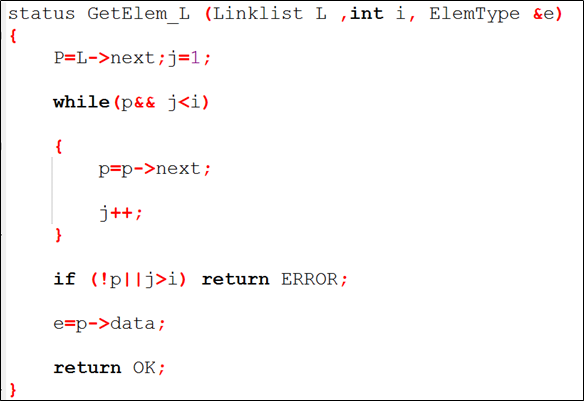 status GetElem_L (Linklist L ,int i, ElemType &e)
{
P=L->next;j=1;
while(p&& j<i)
{
p=p->next;
j++;
}
if (!p||j>i) return ERROR;
e=p->data;
return OK;
}